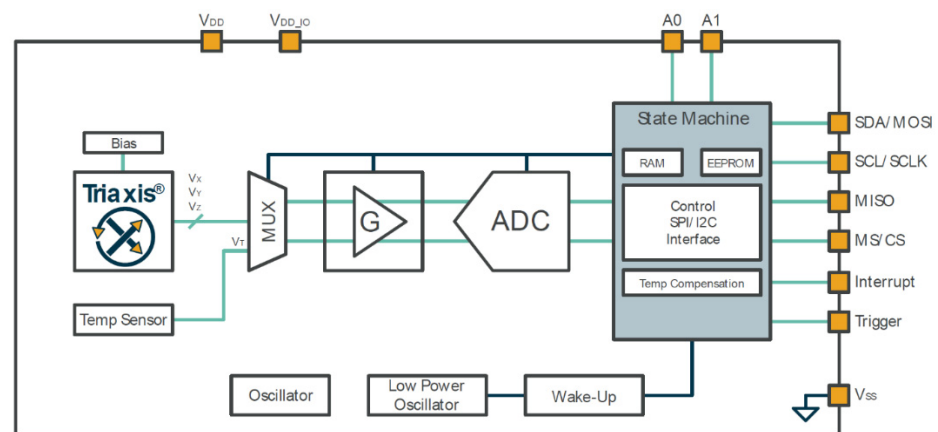 VDD
VDD_IO
A0
A1
State Machine
SDA/MOSI
Bias
RAM
EEPROM
SCL/SCLK
Triaxis®
VX
VY
VZ
MUX
G
ADC
Control
SPI/I2C
Interface
MISO
MS/CS
VT
Temp Compensation
Interrupt
Temp Sensor
Trigger
Oscillator
Low Power
Oscillator
Wake-Up
VSS